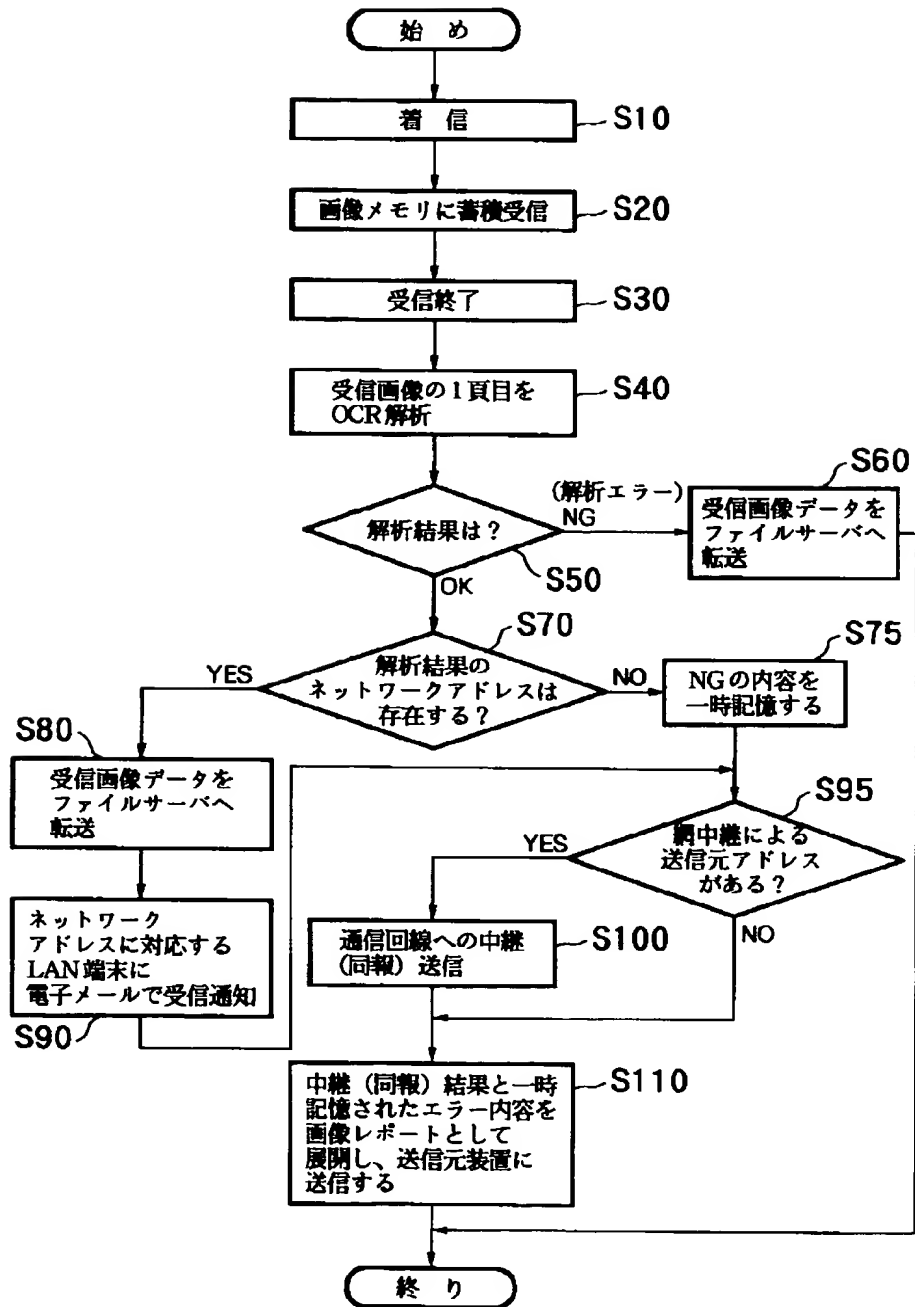 始め
着信
S10
画像メモリに蓄積受信
S20
受信終了
S30
受信画像の1頁目を
OCR解析
S40
解析結果は？
S50
(解析エラー)
NG
OK
S60
受信画像データを
ファイルサーバへ
転送
S70
解析結果の
ネットワークアドレスは
存在する？
YES
NO
S75
NGの内容を
一時記憶する
S80
受信画像データを
ファイルサーバへ
転送
ネットワーク
アドレスに対応する
LAN端末に
電子メールで受信通知
S90
S95
網中継による
送信元アドレス
がある？
YES
NO
通信回線への中継
(同報) 送信
S100
中継 (同報) 結果と一時
記憶されたエラー内容を
画像レポートとして
展開し、送信元装置に
送信する
S110
終り